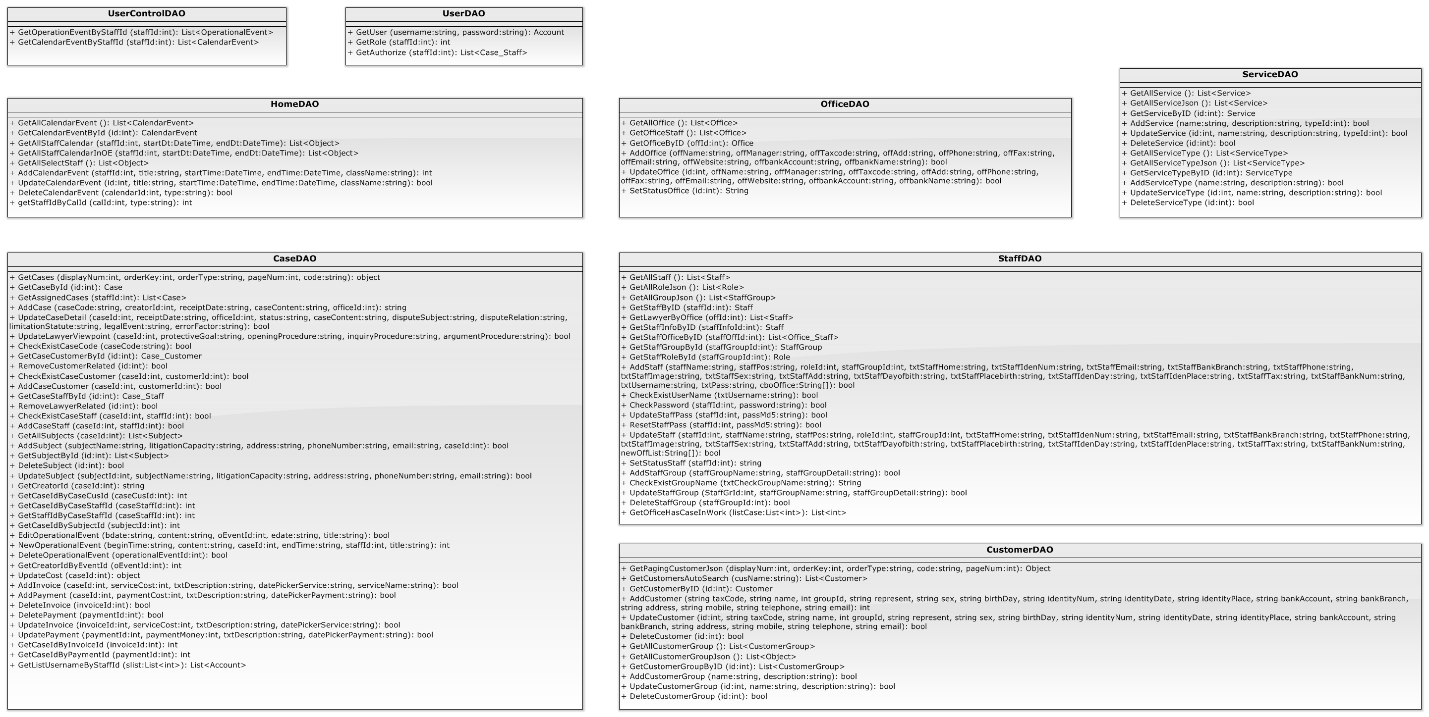 UserControlDAO
+ GetOperationEventByStaffId (staffId:int): List<OperationalEvent>
+ GetCalendarEventByStaffId (staffId:int): List<CalendarEvent>
UserDAO
+ GetUser (username:string, password:string): Account
+ GetRole (staffId:int): int
+ GetAuthorize (staffId:int): List<Case_Staff>
HomeDAO
+ GetAllCalendarEvent (): List<CalendarEvent>
+ GetCalendarEventById (id:int): CalendarEvent
+ GetAllStaffCalendar (staffId:int, startDt:DateTime, endDt:DateTime): List<Object>
+ GetAllStaffCalendarInOE (staffId:int, startDt:DateTime, endDt:DateTime): List<Object>
+ GetAllSelectStaff (): List<Object>
+ AddCalendarEvent (staffId:int, title:string, startTime:DateTime, endTime:DateTime, className:string): int
+ UpdateCalendarEvent (id:int, title:string, startTime:DateTime, endTime:DateTime, className:string): bool
+ DeleteCalendarEvent (calendarId:int, type:string): bool
+ getStaffIdByCalId (calId:int, type:string): int
OfficeDAO
+ GetAllOffice (): List<Office>
+ GetOfficeStaff (): List<Office>
+ GetOfficeByID (offId:int): Office
+ AddOffice (offName:string, offManager:string, offTaxcode:string, offAdd:string, offPhone:string, offFax:string,
offEmail:string, offWebsite:string, offbankAccount:string, offbankName:string): bool
+ UpdateOffice (id:int, offName:string, offManager:string, offTaxcode:string, offAdd:string, offPhone:string,
offFax:string, offEmail:string, offWebsite:string, offbankAccount:string, offbankName:string): bool
+ SetStatusOffice (id:int): String
ServiceDAO
+ GetAllService (): List<Service>
+ GetAllServiceJson (): List<Service>
+ GetServiceByID (id:int): Service
+ AddService (name:string, description:string, typeId:int): bool
+ UpdateService (id:int, name:string, description:string, typeId:int): bool
+ DeleteService (id:int): bool
+ GetAllServiceType (): List<ServiceType>
+ GetAllServiceTypeJson (): List<ServiceType>
+ GetServiceTypeByID (id:int): ServiceType
+ AddServiceType (name:string, description:string): bool
+ UpdateServiceType (id:int, name:string, description:string): bool
+ DeleteServiceType (id:int): bool
CaseDAO
+ GetCases (displayNum:int, orderKey:int, orderType:string, pageNum:int, code:string): object
+ GetCaseById (id:int): Case
+ GetAssignedCases (staffId:int): List<Case>
+ AddCase (caseCode:string, creatorId:int, receiptDate:string, caseContent:string, officeId:int): string
+ UpdateCaseDetail (caseId:int, receiptDate:string, officeId:int, status:string, caseContent:string, disputeSubject:string, disputeRelation:string,
limitationStatute:string, legalEvent:string, errorFactor:string): bool
+ UpdateLawyerViewpoint (caseId:int, protectiveGoal:string, openingProcedure:string, inquiryProcedure:string, argumentProcedure:string): bool
+ CheckExistCaseCode (caseCode:string): bool
+ GetCaseCustomerById (id:int): Case_Customer
+ RemoveCustomerRelated (id:int): bool
+ CheckExistCaseCustomer (caseId:int, customerId:int): bool
+ AddCaseCustomer (caseId:int, customerId:int): bool
+ GetCaseStaffById (id:int): Case_Staff
+ RemoveLawyerRelated (id:int): bool
+ CheckExistCaseStaff (caseId:int, staffId:int): bool
+ AddCaseStaff (caseId:int, staffId:int): bool
+ GetAllSubjects (caseId:int): List<Subject>
+ AddSubject (subjectName:string, litigationCapacity:string, address:string, phoneNumber:string, email:string, caseId:int): bool
+ GetSubjectById (id:int): List<Subject>
+ DeleteSubject (id:int): bool
+ UpdateSubject (subjectId:int, subjectName:string, litigationCapacity:string, address:string, phoneNumber:string, email:string): bool
+ GetCreatorId (caseId:int): string
+ GetCaseIdByCaseCusId (caseCusId:int): int
+ GetCaseIdByCaseStaffId (caseStaffId:int): int
+ GetStaffIdByCaseStaffId (caseStaffId:int): int
+ GetCaseIdBySubjectId (subjectId:int): int
+ EditOperationalEvent (bdate:string, content:string, oEventId:int, edate:string, title:string): bool
+ NewOperationalEvent (beginTime:string, content:string, caseId:int, endTime:string, staffId:int, title:string): int
+ DeleteOperationalEvent (operationalEventId:int): bool
+ GetCreatorIdByEventId (oEventId:int): int
+ UpdateCost (caseId:int): object
+ AddInvoice (caseId:int, serviceCost:int, txtDescription:string, datePickerService:string, serviceName:string): bool
+ AddPayment (caseId:int, paymentCost:int, txtDescription:string, datePickerPayment:string): bool
+ DeleteInvoice (invoiceId:int): bool
+ DeletePayment (paymentId:int): bool
+ UpdateInvoice (invoiceId:int, serviceCost:int, txtDescription:string, datePickerService:string): bool
+ UpdatePayment (paymentId:int, paymentMoney:int, txtDescription:string, datePickerPayment:string): bool
+ GetCaseIdByInvoiceId (invoiceId:int): int
+ GetCaseIdByPaymentId (paymentId:int): int
+ GetListUsernameByStaffId (slist:List<int>): List<Account>
StaffDAO
+ GetAllStaff (): List<Staff>
+ GetAllRoleJson (): List<Role>
+ GetAllGroupJson (): List<StaffGroup>
+ GetStaffByID (staffId:int): Staff
+ GetLawyerByOffice (offId:int): List<Staff>
+ GetStaffInfoByID (staffInfoId:int): Staff
+ GetStaffOfficeByID (staffOffId:int): List<Office_Staff>
+ GetStaffGroupById (staffGroupId:int): StaffGroup
+ GetStaffRoleById (staffGroupId:int): Role
+ AddStaff (staffName:string, staffPos:string, roleId:int, staffGroupId:int, txtStaffHome:string, txtStaffIdenNum:string, txtStaffEmail:string, txtStaffBankBranch:string, txtStaffPhone:string,
txtStaffImage:string, txtStaffSex:string, txtStaffAdd:string, txtStaffDayofbith:string, txtStaffPlacebirth:string, txtStaffIdenDay:string, txtStaffIdenPlace:string, txtStaffTax:string, txtStaffBankNum:string,
txtUsername:string, txtPass:string, cboOffice:String[]): bool
+ CheckExistUserName (txtUsername:string): bool
+ CheckPassword (staffId:int, password:string): bool
+ UpdateStaffPass (staffId:int, passMd5:string): bool
+ ResetStaffPass (staffId:int, passMd5:string): bool
+ UpdateStaff (staffId:int, staffName:string, staffPos:string, roleId:int, staffGroupId:int, txtStaffHome:string, txtStaffIdenNum:string, txtStaffEmail:string, txtStaffBankBranch:string, txtStaffPhone:string,
txtStaffImage:string, txtStaffSex:string, txtStaffAdd:string, txtStaffDayofbith:string, txtStaffPlacebirth:string, txtStaffIdenDay:string, txtStaffIdenPlace:string, txtStaffTax:string, txtStaffBankNum:string,
newOffList:String[]): bool
+ SetStatusStaff (staffId:int): string
+ AddStaffGroup (staffGroupName:string, staffGroupDetail:string): bool
+ CheckExistGroupName (txtCheckGroupName:string): String
+ UpdateStaffGroup (StaffGrId:int, staffGroupName:string, staffGroupDetail:string): bool
+ DeleteStaffGroup (staffGroupId:int): bool
+ GetOfficeHasCaseInWork (listCase:List<int>): List<int>
CustomerDAO
+ GetPagingCustomerJson (displayNum:int, orderKey:int, orderType:string, code:string, pageNum:int): Object
+ GetCustomersAutoSearch (cusName:string): List<Customer>
+ GetCustomerByID (id:int): Customer
+ AddCustomer (string taxCode, string name, int groupId, string represent, string sex, string birthDay, string identityNum, string identityDate, string identityPlace, string bankAccount, string bankBranch,
string address, string mobile, string telephone, string email): int
+ UpdateCustomer (id:int, string taxCode, string name, int groupId, string represent, string sex, string birthDay, string identityNum, string identityDate, string identityPlace, string bankAccount, string
bankBranch, string address, string mobile, string telephone, string email): bool
+ DeleteCustomer (id:int): bool
+ GetAllCustomerGroup (): List<CustomerGroup>
+ GetAllCustomerGroupJson (): List<Object>
+ GetCustomerGroupByID (id:int): List<CustomerGroup>
+ AddCustomerGroup (name:string, description:string): bool
+ UpdateCustomerGroup (id:int, name:string, description:string): bool
+ DeleteCustomerGroup (id:int): bool